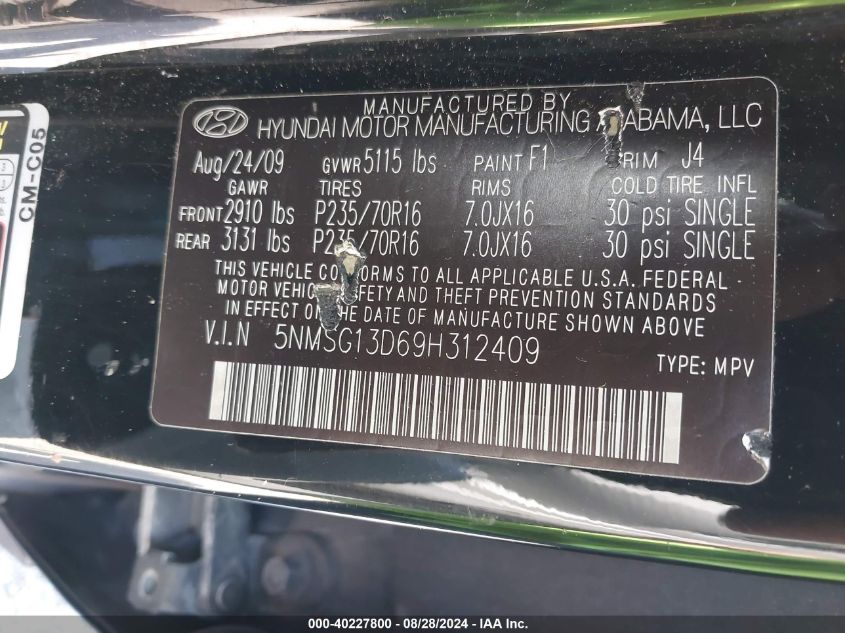 MANUFACTURED BY
HYUNDAI MOTOR MANUFACTURING ALABAMA, LLC
Aug/24/09 GVWR 5115 lbs PAINT F1 TRIM J4
GAWR TIRES RIMS COLD TIRE INFL
FRONT 2910 lbs P235/70R16 7.0JX16 30 psi SINGLE
REAR 3131 lbs P235/70R16 7.0JX16 30 psi SINGLE
THIS VEHICLE CONFORMS TO ALL APPLICABLE U.S.A. FEDERAL
MOTOR VEHICLE SAFETY AND THEFT PREVENTION STANDARDS
IN EFFECT ON THE DATE OF MANUFACTURE SHOWN ABOVE
V.I.N 5NMSG13D69H312409
TYPE: MPV
CM-C05
000-40227800 - 08/28/2024 - IAA Inc.